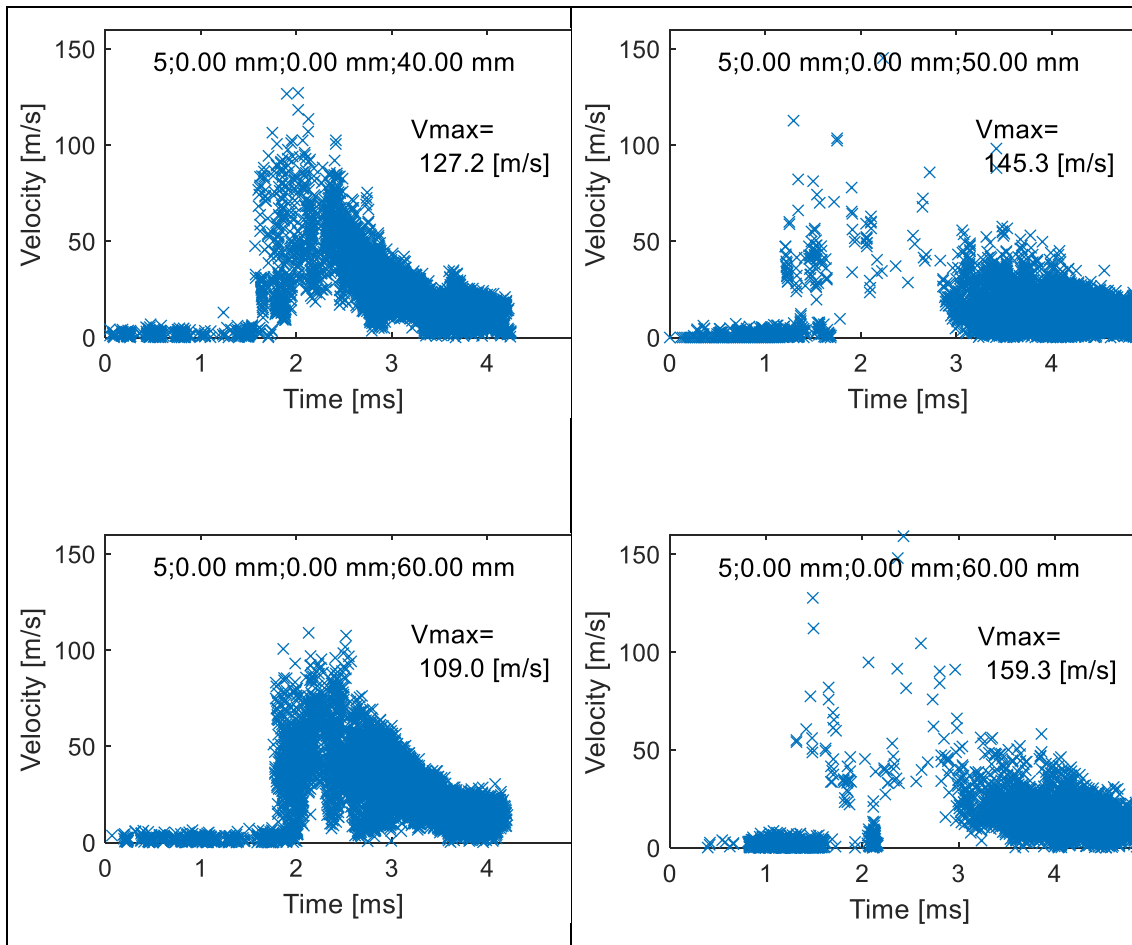 150
100
50
0
Velocity [m/s]
5;0.00 mm;0.00 mm;40.00 mm
Vmax=
127.2 [m/s]
0 1 2 3 4
Time [ms]
150
100
50
0
Velocity [m/s]
5;0.00 mm;0.00 mm;50.00 mm
Vmax=
145.3 [m/s]
0 1 2 3 4
Time [ms]
150
100
50
0
Velocity [m/s]
5;0.00 mm;0.00 mm;60.00 mm
Vmax=
109.0 [m/s]
0 1 2 3 4
Time [ms]
150
100
50
0
Velocity [m/s]
5;0.00 mm;0.00 mm;60.00 mm
Vmax=
159.3 [m/s]
0 1 2 3 4
Time [ms]